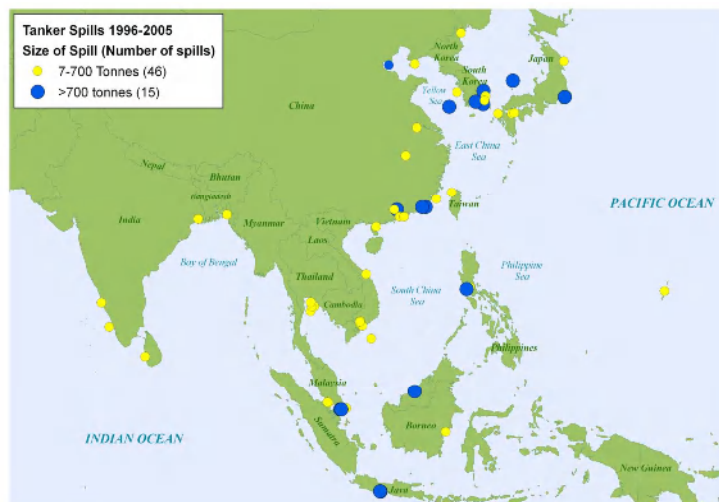 Tanker Spills 1996-2005
Size of Spill (Number of spills)
7-700 Tonnes (46)
>700 tonnes (15)
North
Korea
South
Korea
Japan
Yellow
Sea
China
East China
Sea
Nepal
Bhutan
Bangladesh
India
Myanmar
Vietnam
Laos
Taiwan
PACIFIC OCEAN
Bay of Bengal
Thailand
Cambodia
South China
Sea
Philippine
Sea
Philippines
Malaysia
Sumatra
Borneo
INDIAN OCEAN
Java
New Guinea